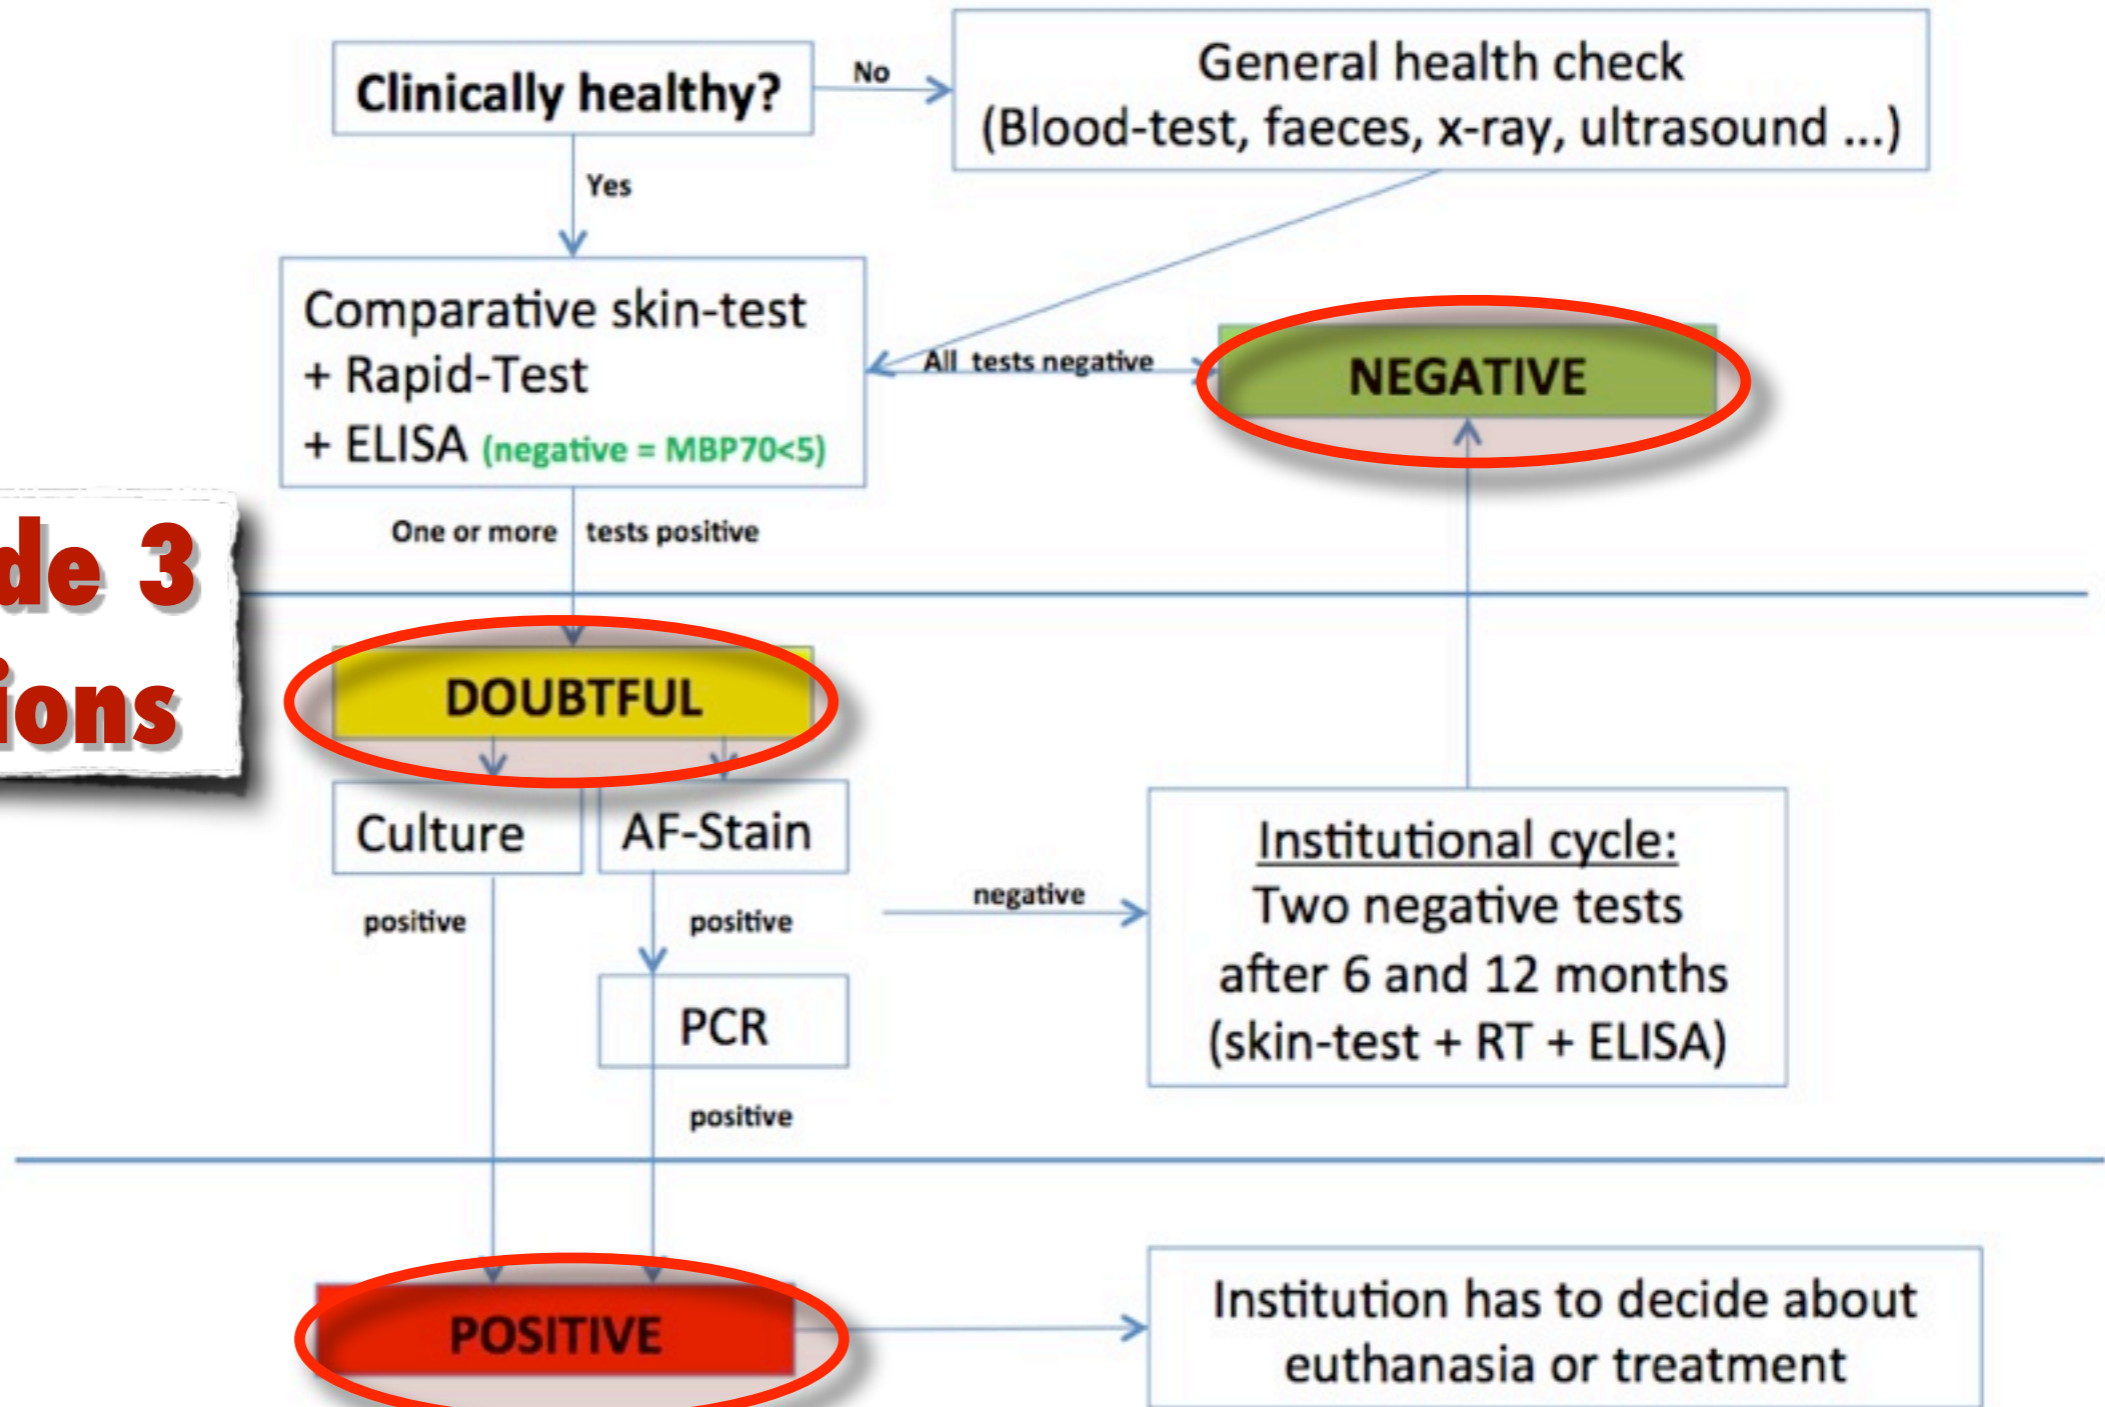 Clinically healthy?
No
General health check
(Blood-test, faeces, x-ray, ultrasound ...)
Yes
Comparative skin-test
+ Rapid-Test
+ ELISA (negative = MBP70<5)
All tests negative
NEGATIVE
One or more tests positive
3
DOUBTFUL
Culture
AF-Stain
positive
positive
negative
Institutional cycle:
Two negative tests
after 6 and 12 months
(skin-test + RT + ELISA)
PCR
positive
POSITIVE
Institution has to decide about
euthanasia or treatment